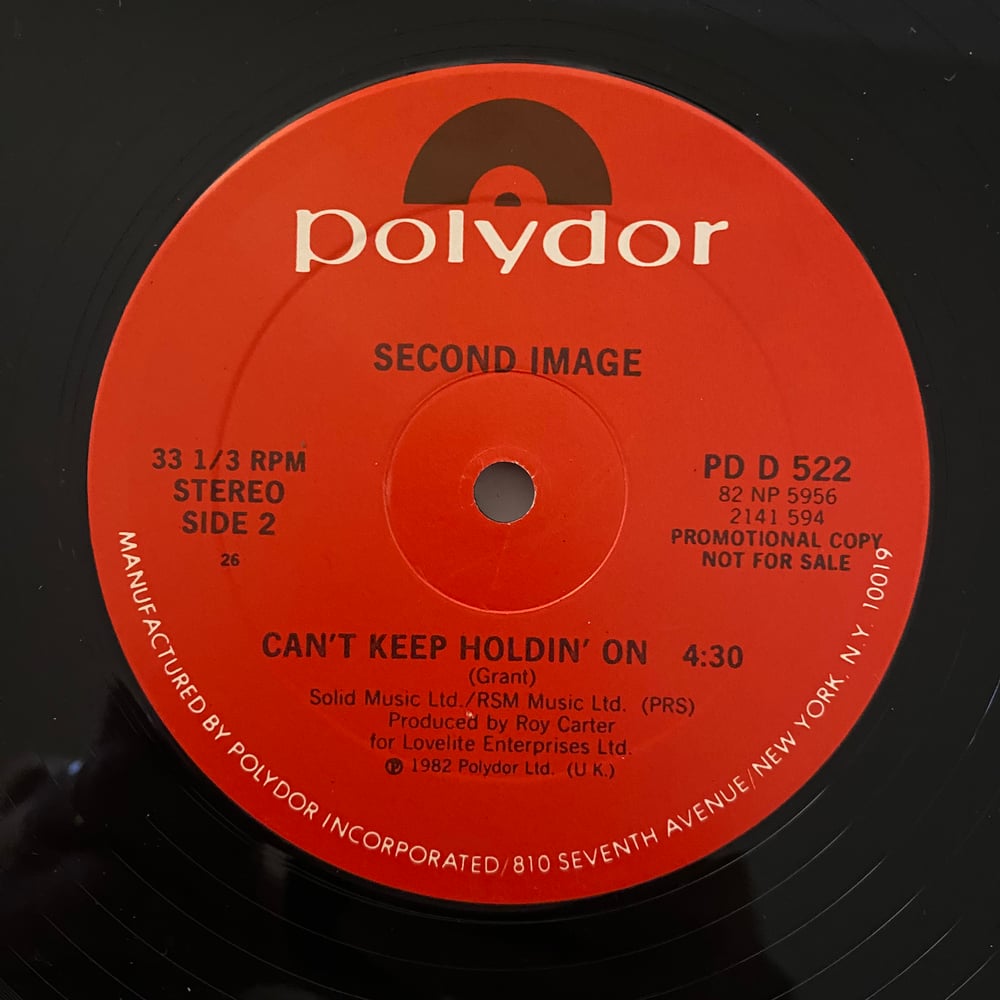 polydor
SECOND IMAGE
33 1/3 RPM
STEREO
SIDE 2
26
PD D 522
82 NP 5956
2141 594
PROMOTIONAL COPY
NOT FOR SALE
CAN'T KEEP HOLDIN' ON 4:30
(Grant)
Solid Music Ltd./RSM Music Ltd. (PRS)
Produced by Roy Carter
for Lovelite Enterprises Ltd.
℗ 1982 Polydor Ltd. (U K.)
MANUFACTURED BY POLYDOR INCORPORATED/810 SEVENTH AVENUE/NEW YORK, N.Y. 10019